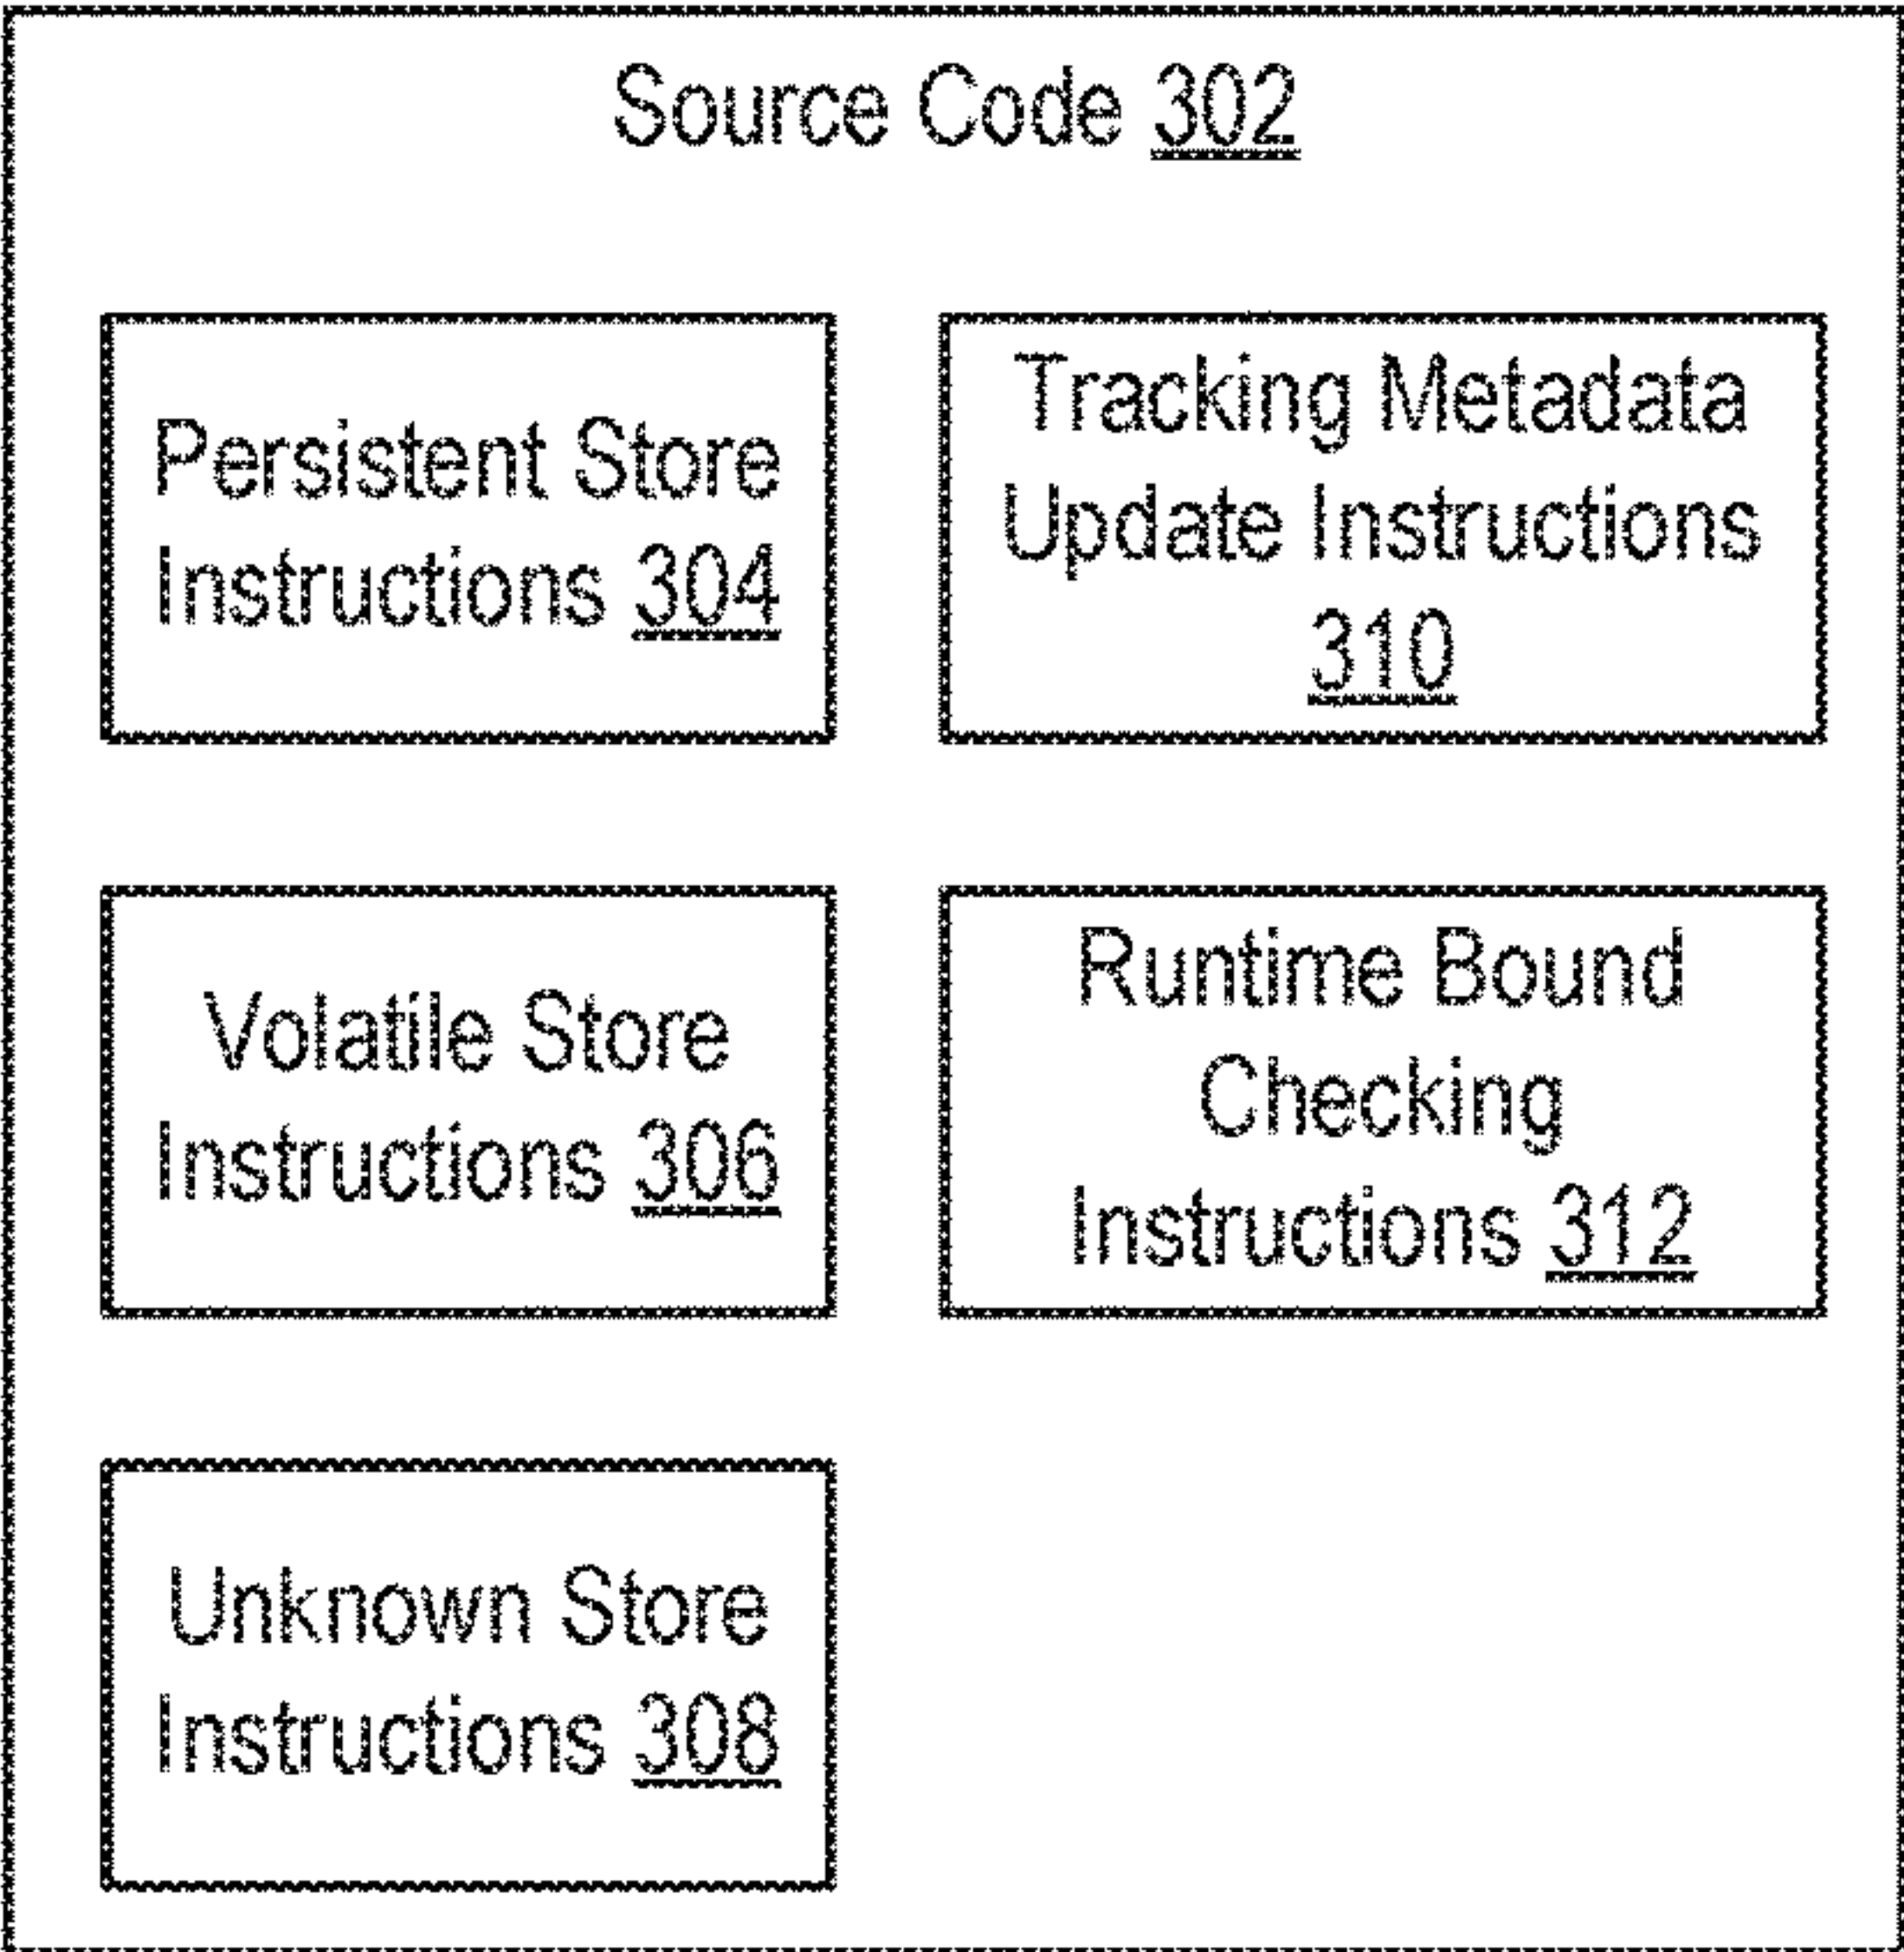 Source Code 302
Persistent Store
Instructions 304
Tracking Metadata
Update Instructions
310
Volatile Store
Instructions 306
Runtime Bound
Checking
Instructions 312
Unknown Store
Instructions 308